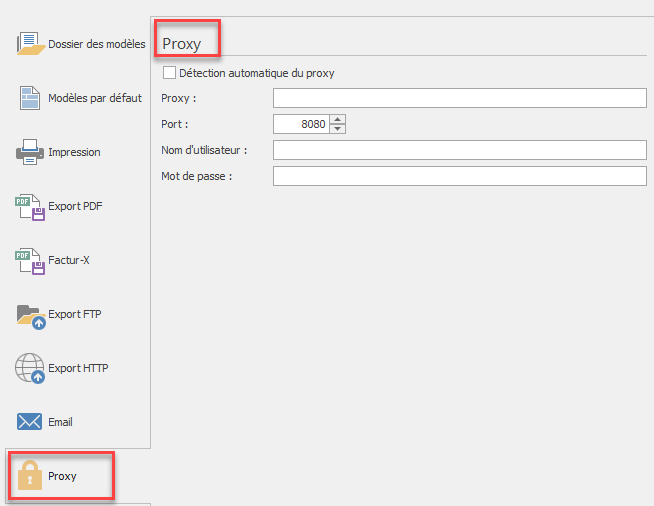 Dossier des modèles
Modèles par défaut
Impression
PDF
Export PDF
PDF
Factur-X
Export FTP
Export HTTP
Email
Proxy
Proxy
Détection automatique du proxy
Proxy :
Port : 8080
Nom d'utilisateur :
Mot de passe :